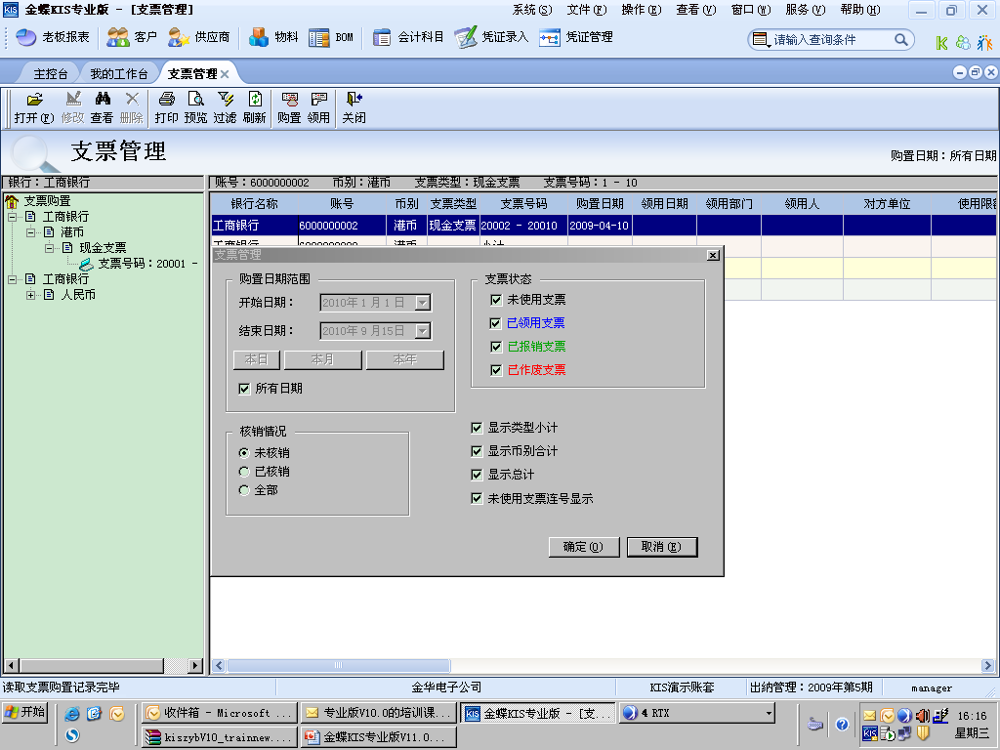 金蝶KIS专业版 - [支票管理]
系统(S) 文件(F) 操作(E) 查看(V) 窗口(W) 服务(V) 帮助(H)
老板报表 客户 供应商 物料 BOM 会计科目 凭证录入 凭证管理 请输入查询条件
主控台 我的工作台 支票管理
打开(P) 修改 查看 删除 打印 预览 过滤 刷新 购置 领用 关闭
支票管理
购置日期：所有日期
银行：工商银行
账号：6000000002 币别：港币 支票类型：现金支票 支票号码：1 - 10
支票购置
工商银行
港币
现金支票
支票号码：20001 -
工商银行
人民币
银行名称 账号 币别 支票类型 支票号码 购置日期 领用日期 领用部门 领用人 对方单位 使用限
工商银行 6000000002 港币 现金支票 20002 - 20010 2009-04-10
支票管理
购置日期范围
开始日期： 2010年 1 月 1 日
结束日期： 2010年 9 月15日
本日 本月 本年
所有日期
支票状态
未使用支票
已领用支票
已报销支票
已作废支票
核销情况
未核销
已核销
全部
显示类型小计
显示币别合计
显示总计
未使用支票连号显示
确定(O) 取消(E)
读取支票购置记录完毕 金华电子公司 KIS演示账套 出纳管理：2009年第5期 manager
开始 收件箱 - Microsoft ... 专业版V10.0的培训课... 金蝶KIS专业版 - [支... 4 RTX 16:16
kiszybV10_trainnew.... 金蝶KIS专业版V11.0... 星期三